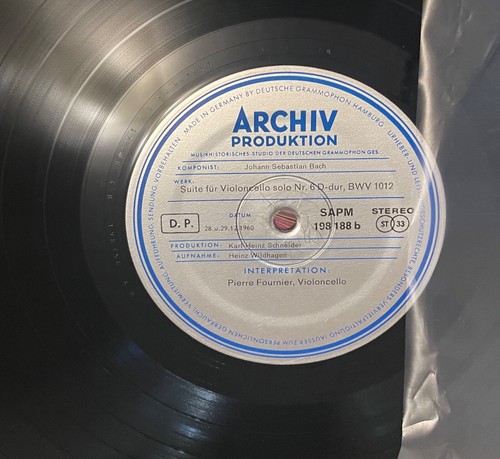 MADE IN GERMANY BY DEUTSCHE GRAMMOPHON, HAMBURG
ARCHIV
PRODUKTION
MUSIKHISTORISCHES STUDIO DER DEUTSCHEN GRAMMOPHON GES.
KOMPONIST: Johann Sebastian Bach
WERK: Suite für Violoncello solo Nr. 6 D-dur, BWV 1012
D. P.
DATUM
28. u. 29.12.1960
SAPM
198 188 b
STEREO
ST 33
PRODUKTION: Karl-Heinz Schneider
AUFNAHME: Heinz Wildhagen
INTERPRETATION:
Pierre Fournier, Violoncello